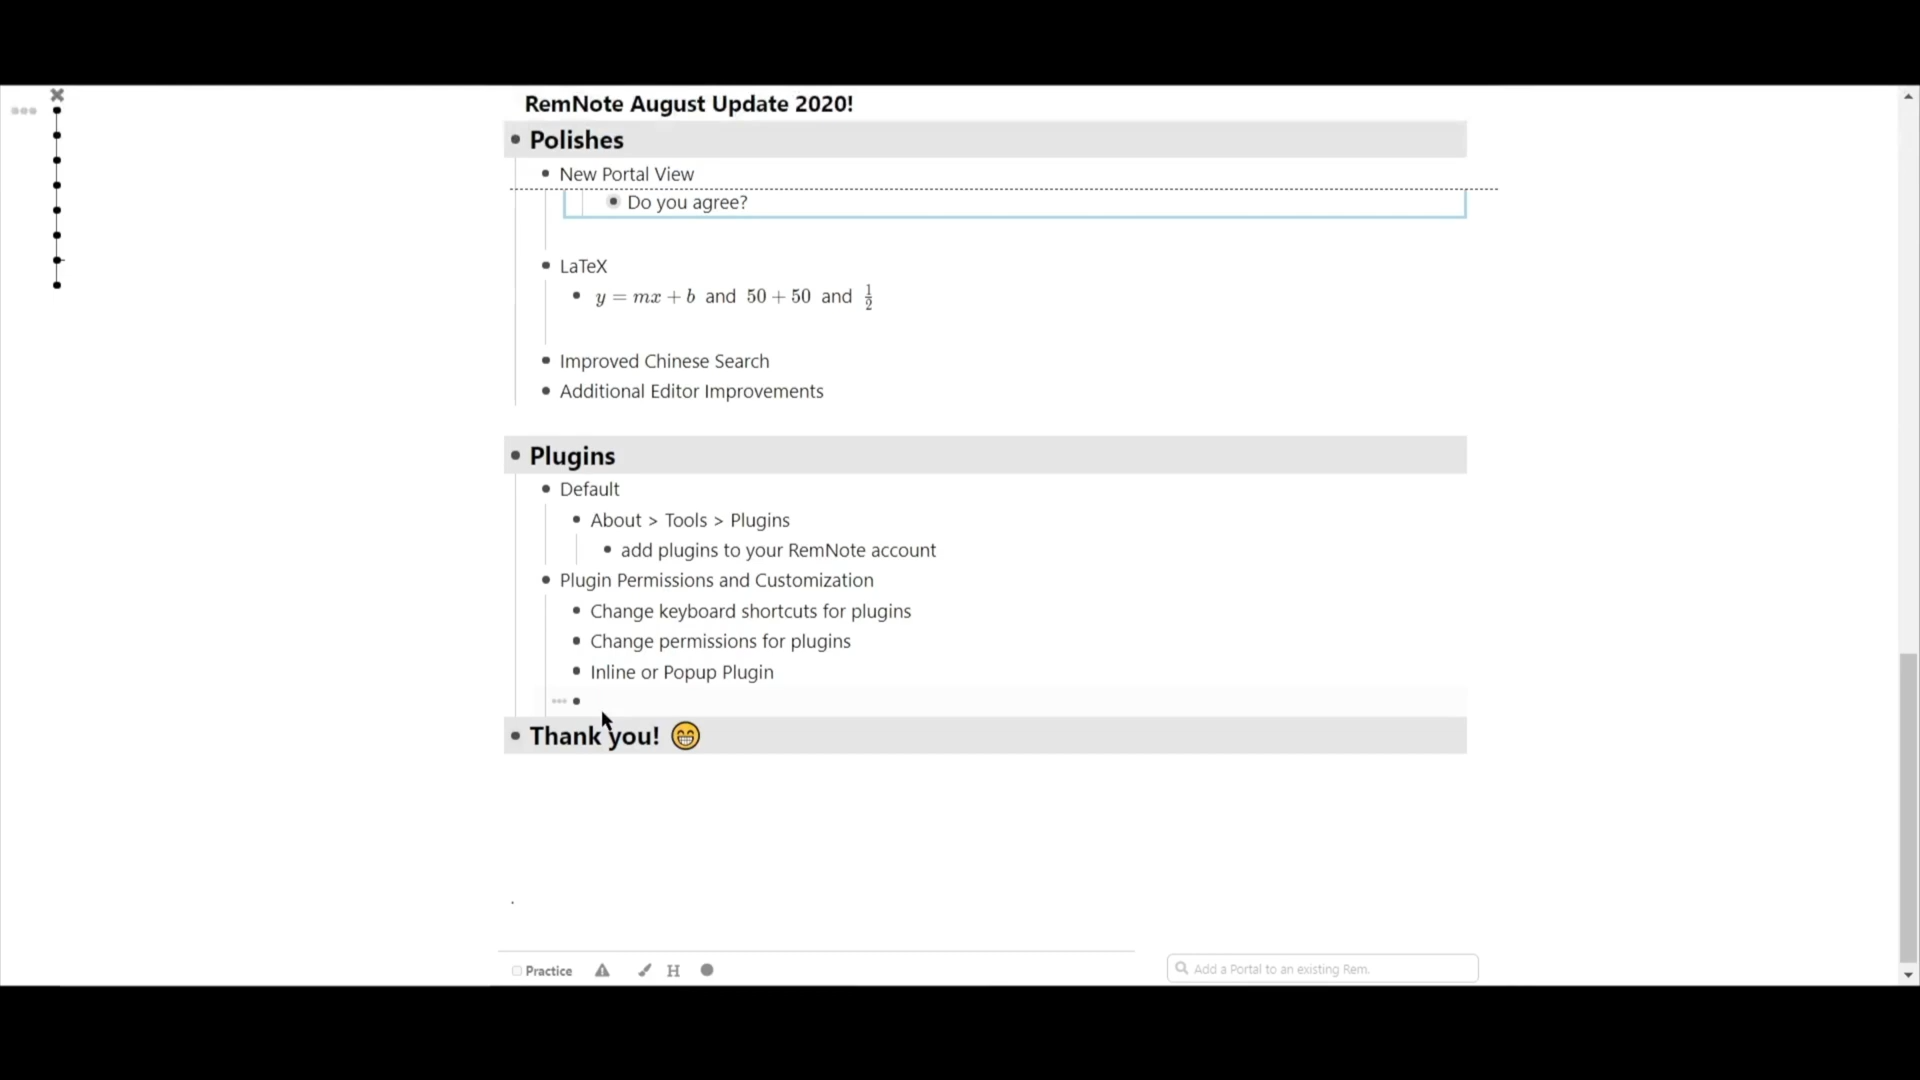 RemNote August Update 2020!
Polishes
New Portal View
Do you agree?
LaTeX
y = mx + b and 50 + 50 and 1/2
Improved Chinese Search
Additional Editor Improvements
Plugins
Default
About > Tools > Plugins
add plugins to your RemNote account
Plugin Permissions and Customization
Change keyboard shortcuts for plugins
Change permissions for plugins
Inline or Popup Plugin
Thank you! 😁
.
Practice H
Add a Portal to an existing Rem.